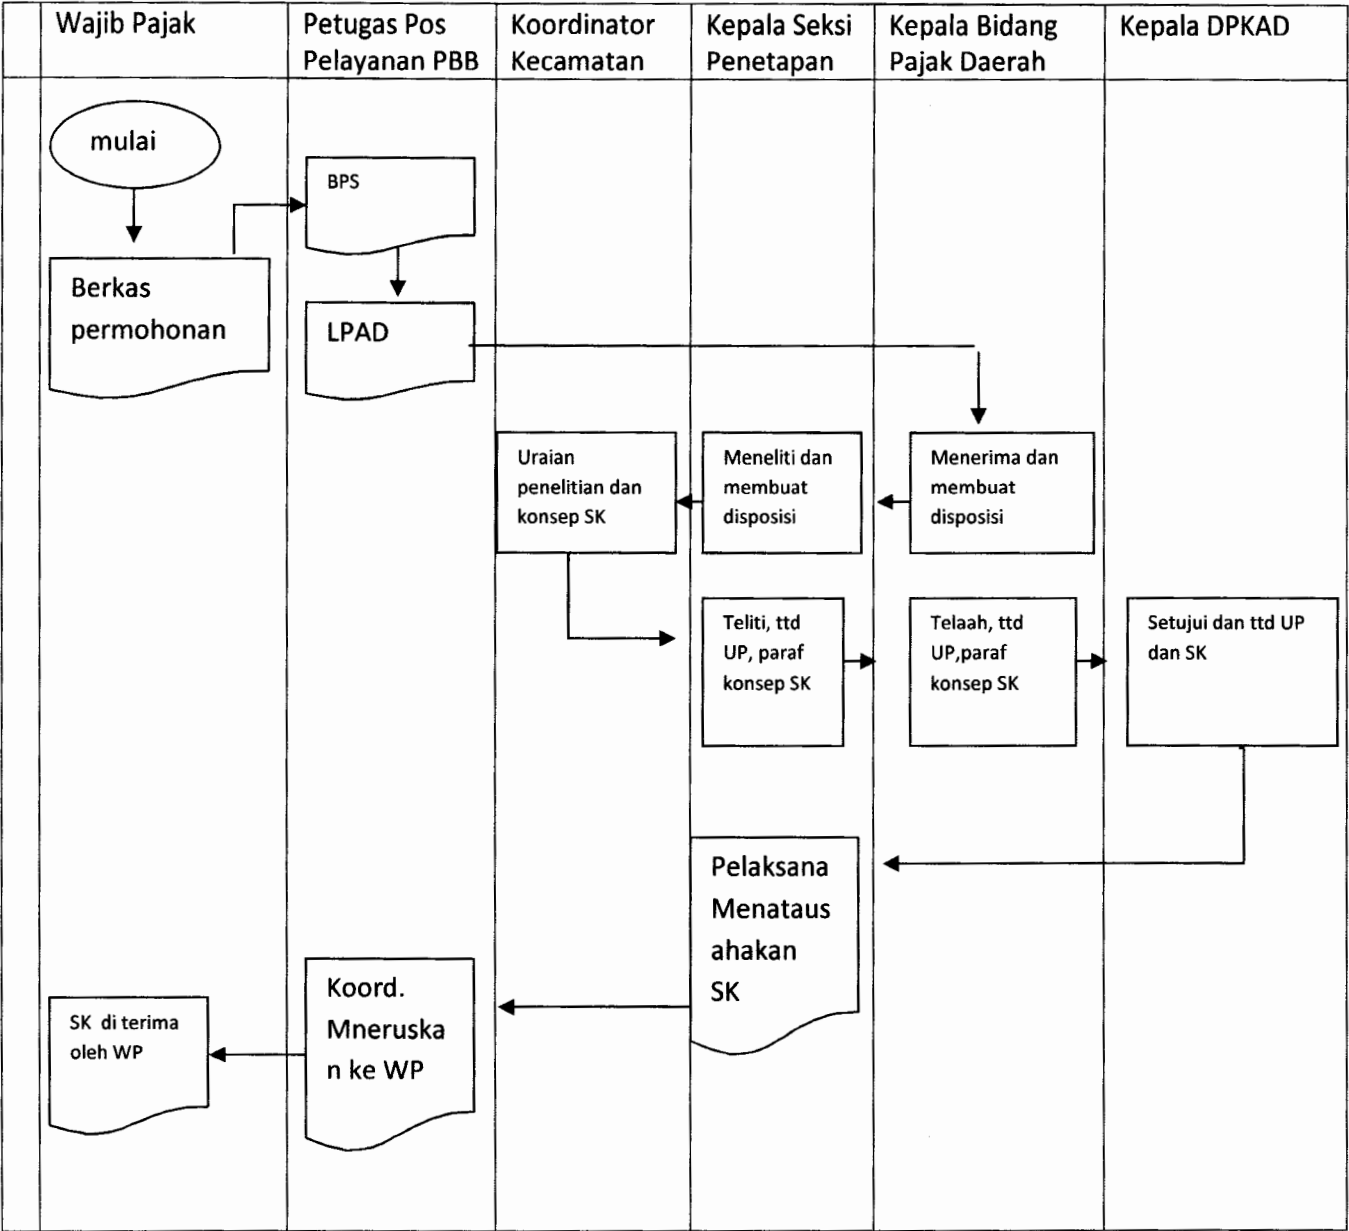 Wajib Pajak
Petugas Pos
Pelayanan PBB
Koordinator
Kecamatan
Kepala Seksi
Penetapan
Kepala Bidang
Pajak Daerah
Kepala DPKAD
mulai
BPS
Berkas
permohonan
LPAD
Uraian
penelitian dan
konsep SK
Meneliti dan
membuat
disposisi
Menerima dan
membuat
disposisi
Teliti, ttd
UP, paraf
konsep SK
Telaah, ttd
UP,paraf
konsep SK
Setujui dan ttd UP
dan SK
Pelaksana
Menataus
ahakan
SK
Koord.
Mneruska
n ke WP
SK di terima
oleh WP